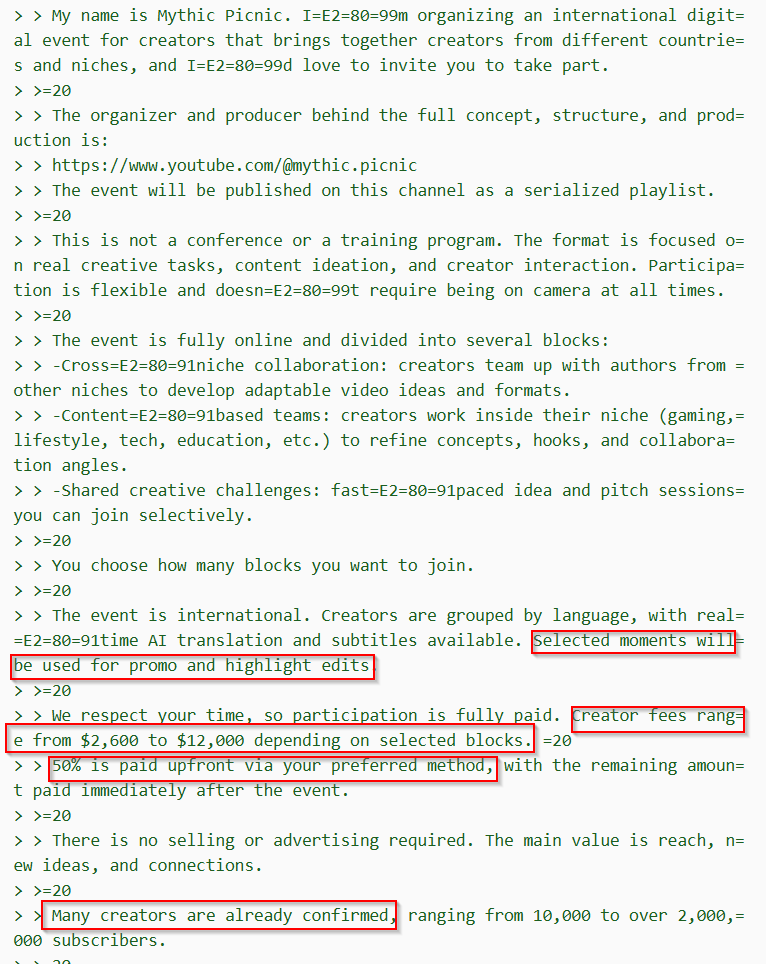 > > My name is Mythic Picnic. I=E2=80=99m organizing an international digit=
al event for creators that brings together creators from different countrie=
s and niches, and I=E2=80=99d love to invite you to take part.
> >=20
> > The organizer and producer behind the full concept, structure, and prod=
uction is:
> > https://www.youtube.com/@mythic.picnic
> > The event will be published on this channel as a serialized playlist.
> >=20
> > This is not a conference or a training program. The format is focused o=
n real creative tasks, content ideation, and creator interaction. Participa=
tion is flexible and doesn=E2=80=99t require being on camera at all times.
> >=20
> > The event is fully online and divided into several blocks:
> > -Cross=E2=80=91niche collaboration: creators team up with authors from =
other niches to develop adaptable video ideas and formats.
> > -Content=E2=80=91based teams: creators work inside their niche (gaming,=
lifestyle, tech, education, etc.) to refine concepts, hooks, and collabora=
tion angles.
> > -Shared creative challenges: fast=E2=80=91paced idea and pitch sessions=
you can join selectively.
> >=20
> > You choose how many blocks you want to join.
> >=20
> > The event is international. Creators are grouped by language, with real=
=E2=80=91time AI translation and subtitles available. Selected moments will=
be used for promo and highlight edits
> >=20
> > We respect your time, so participation is fully paid. Creator fees rang=
e from $2,600 to $12,000 depending on selected blocks. =20
> > 50% is paid upfront via your preferred method, with the remaining amoun=
t paid immediately after the event.
> >=20
> > There is no selling or advertising required. The main value is reach, n=
ew ideas, and connections.
> >=20
> > Many creators are already confirmed, ranging from 10,000 to over 2,000,=
000 subscribers.
> >=20